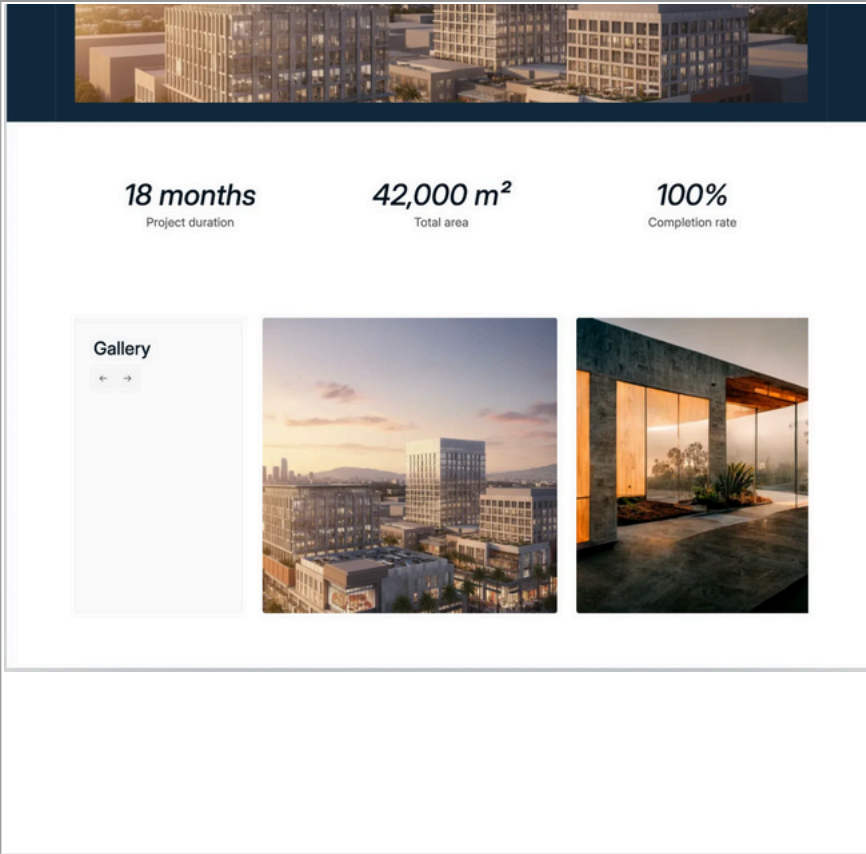 18 months
42,000 m²
100%
Project duration
Total area
Completion rate
Gallery
← →